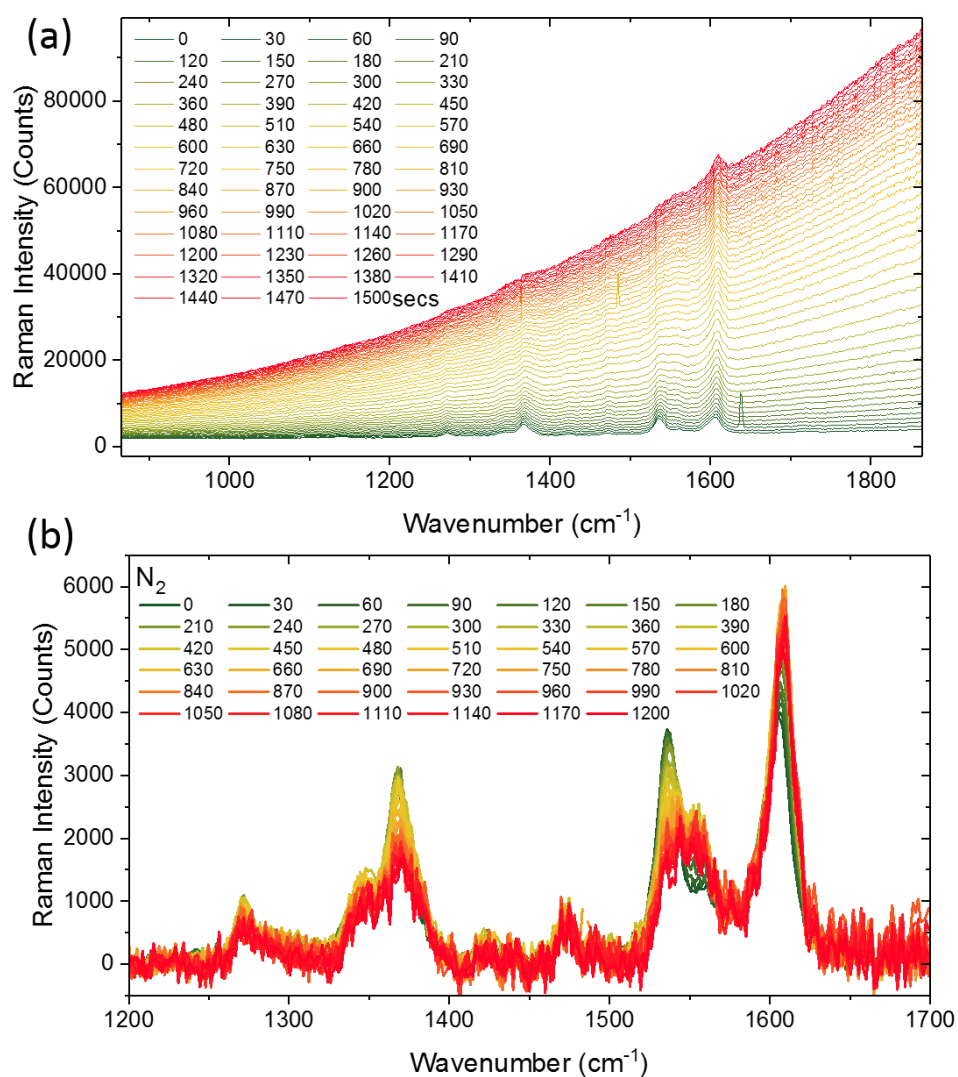 (a)
0 30 60 90
120 150 180 210
240 270 300 330
360 390 420 450
480 510 540 570
600 630 660 690
720 750 780 810
840 870 900 930
960 990 1020 1050
1080 1110 1140 1170
1200 1230 1260 1290
1320 1350 1380 1410
1440 1470 1500secs
Raman Intensity (Counts)
80000
60000
40000
20000
0
1000 1200 1400 1600 1800
Wavenumber (cm⁻¹)
(b)
N₂
0 30 60 90 120 150 180
210 240 270 300 330 360 390
420 450 480 510 540 570 600
630 660 690 720 750 780 810
840 870 900 930 960 990 1020
1050 1080 1110 1140 1170 1200
Raman Intensity (Counts)
6000
5000
4000
3000
2000
1000
0
1200 1300 1400 1500 1600 1700
Wavenumber (cm⁻¹)